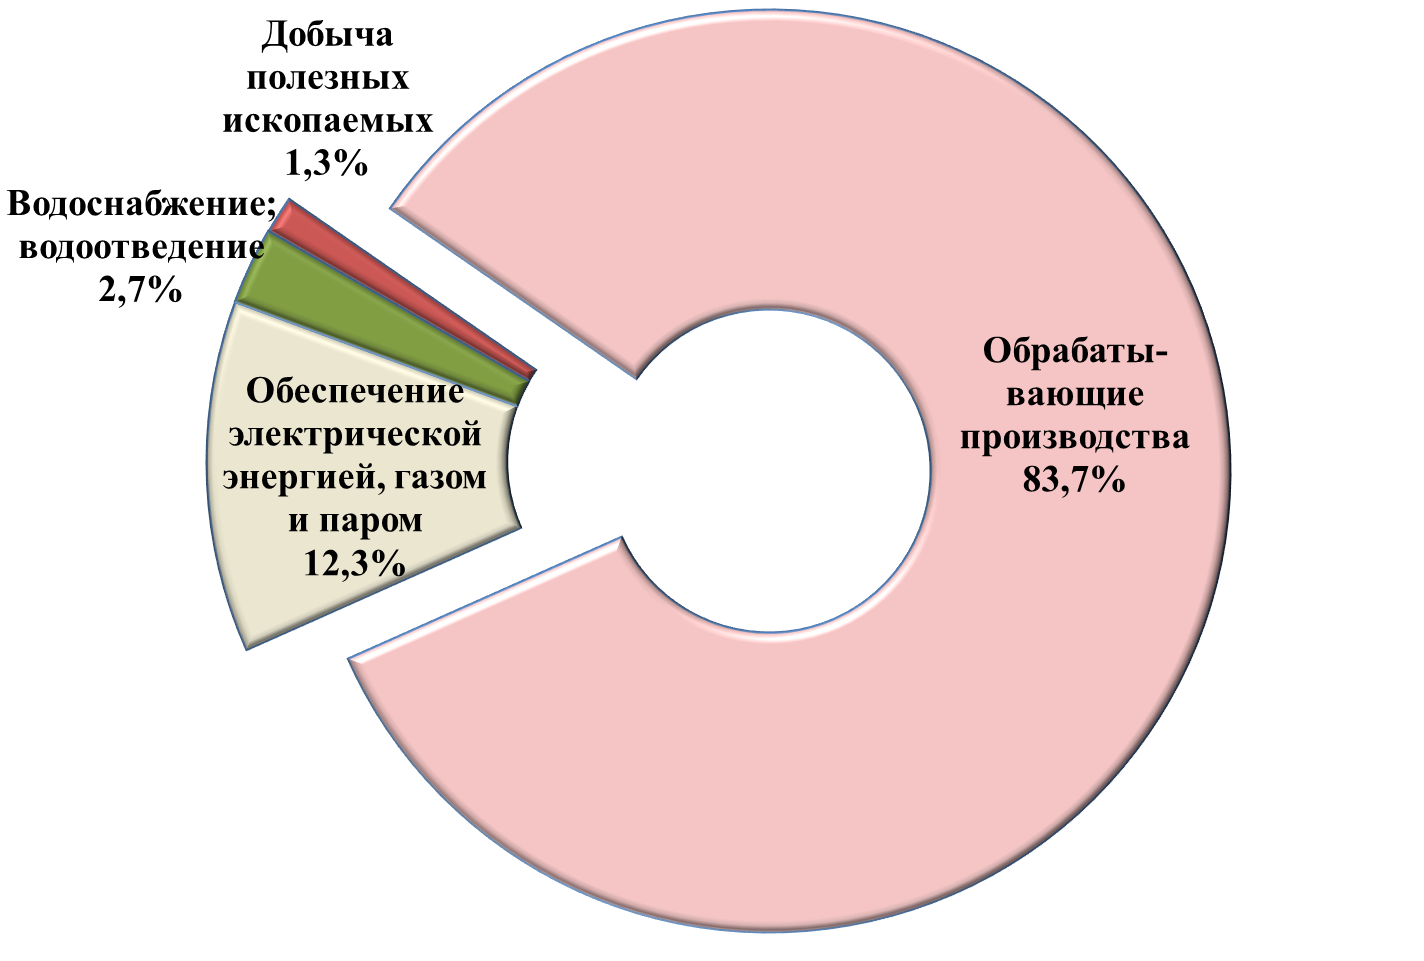 Добыча
полезных
ископаемых
1,3%
Водоснабжение;
водоотведение
2,7%
Обеспечение
электрической
энергией, газом
и паром
12,3%
Обрабаты-
вающие
производства
83,7%